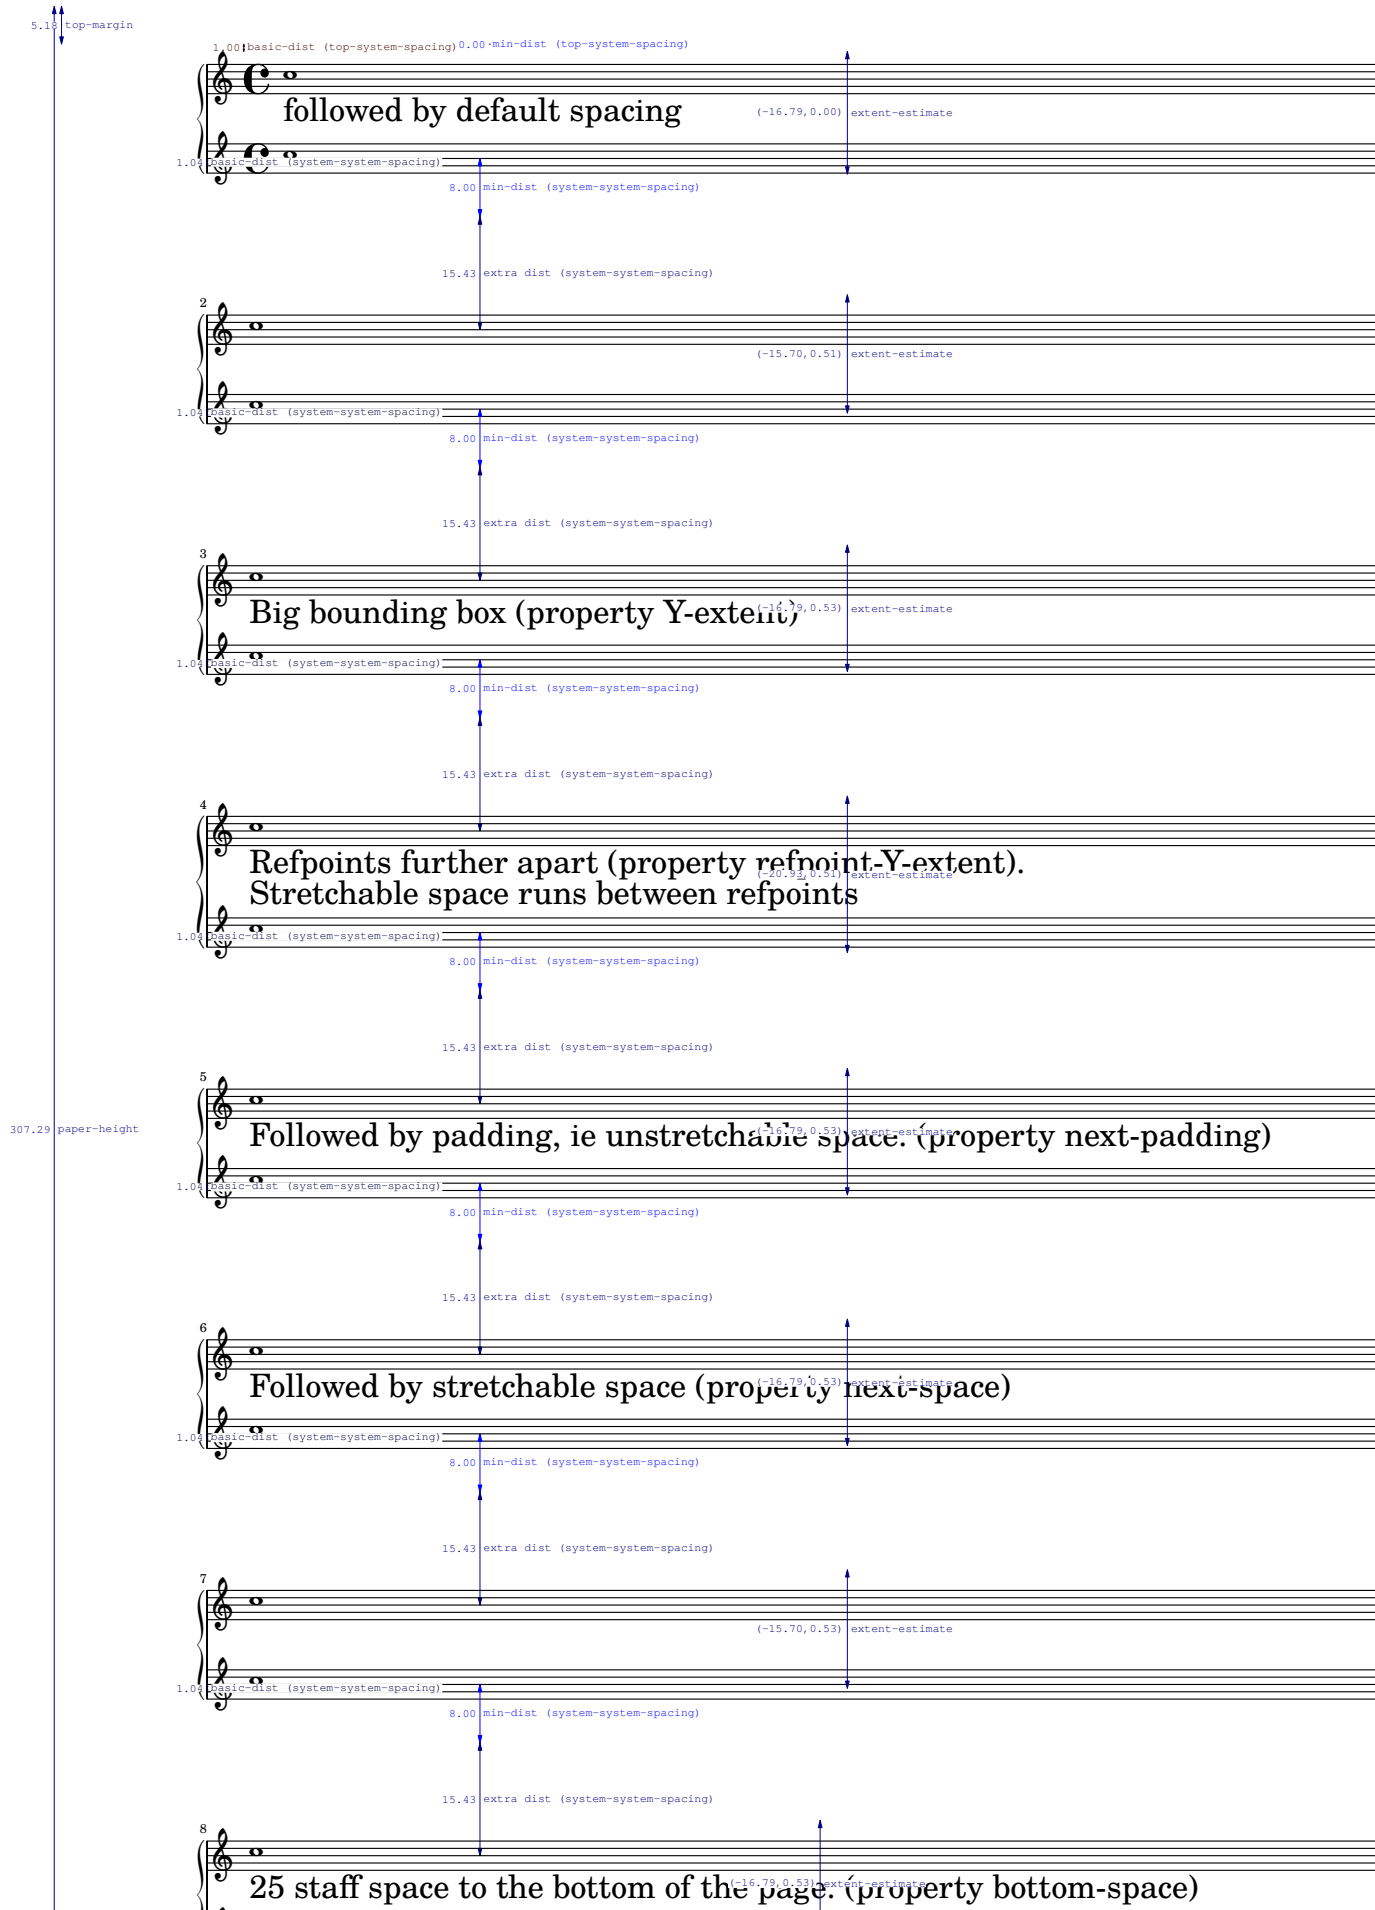 5.18 top-margin
1.00 basic-dist (top-system-spacing) 0.00 min-dist (top-system-spacing)
followed by default spacing
(-16.79,0.00) extent-estimate
1.04 basic-dist (system-system-spacing)
8.00 min-dist (system-system-spacing)
15.43 extra dist (system-system-spacing)
2
(-15.70,0.51) extent-estimate
1.04 basic-dist (system-system-spacing)
8.00 min-dist (system-system-spacing)
15.43 extra dist (system-system-spacing)
3
Big bounding box (property Y-extent)
(-16.79,0.53) extent-estimate
1.04 basic-dist (system-system-spacing)
8.00 min-dist (system-system-spacing)
15.43 extra dist (system-system-spacing)
4
Refpoints further apart (property refpoint-Y-extent).
(-20.93,0.51) extent-estimate
Stretchable space runs between refpoints
1.04 basic-dist (system-system-spacing)
8.00 min-dist (system-system-spacing)
15.43 extra dist (system-system-spacing)
5
307.29 paper-height
Followed by padding, ie unstretchable space. (property next-padding)
(-16.79,0.53) extent-estimate
1.04 basic-dist (system-system-spacing)
8.00 min-dist (system-system-spacing)
15.43 extra dist (system-system-spacing)
6
Followed by stretchable space (property next-space)
(-16.79,0.53) extent-estimate
1.04 basic-dist (system-system-spacing)
8.00 min-dist (system-system-spacing)
15.43 extra dist (system-system-spacing)
7
(-15.70,0.53) extent-estimate
1.04 basic-dist (system-system-spacing)
8.00 min-dist (system-system-spacing)
15.43 extra dist (system-system-spacing)
8
25 staff space to the bottom of the page. (property bottom-space)
(-16.79,0.53) extent-estimate